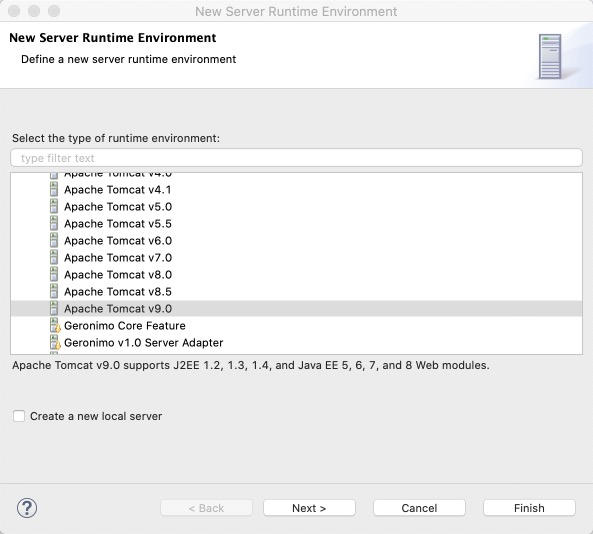 New Server Runtime Environment
New Server Runtime Environment
Define a new server runtime environment
Select the type of runtime environment:
type filter text
Apache Tomcat v4.0
Apache Tomcat v4.1
Apache Tomcat v5.0
Apache Tomcat v5.5
Apache Tomcat v6.0
Apache Tomcat v7.0
Apache Tomcat v8.0
Apache Tomcat v8.5
Apache Tomcat v9.0
Geronimo Core Feature
Geronimo v1.0 Server Adapter
Apache Tomcat v9.0 supports J2EE 1.2, 1.3, 1.4, and Java EE 5, 6, 7, and 8 Web modules.
Create a new local server
? < Back Next > Cancel Finish